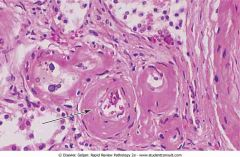 © Elsevier. Goljan: Rapid Review Pathology 2e - www.studentconsult.com